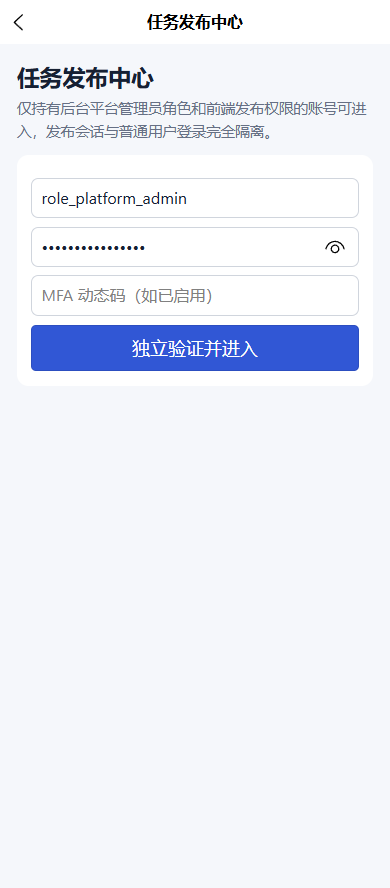 任务发布中心
任务发布中心
仅持有后台平台管理员角色和前端发布权限的账号可进
入，发布会话与普通用户登录完全隔离。
role_platform_admin
••••••••••••••••
MFA 动态码（如已启用）
独立验证并进入